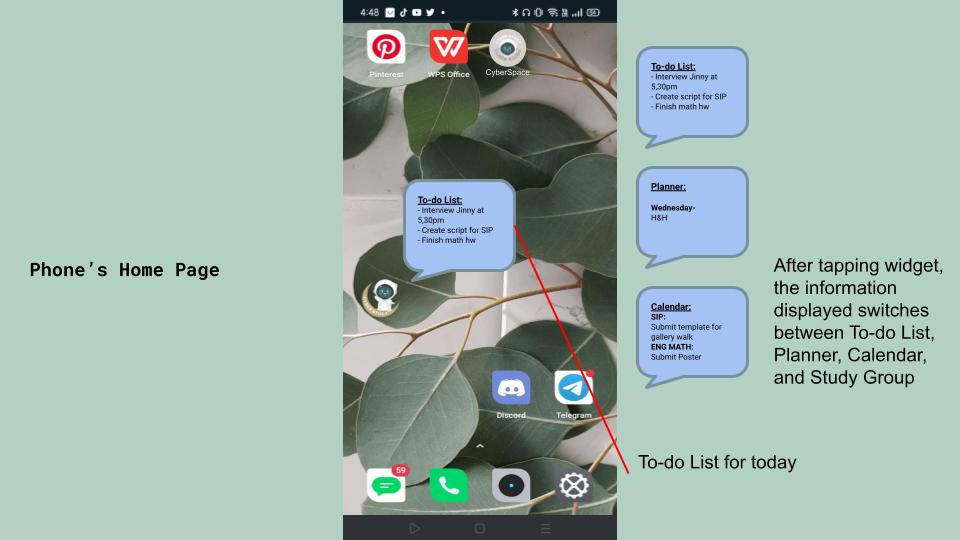 4:48
54
Pinterest
WPS Office
CyberSpace
To-do List:
- Interview Jinny at
5,30pm
- Create script for SIP
- Finish math hw
Discord
Telegram
59
Phone's Home Page
To-do List:
- Interview Jinny at
5,30pm
- Create script for SIP
- Finish math hw
Planner:
Wednesday-
H&H
Calendar:
SIP:
Submit template for
gallery walk
ENG MATH:
Submit Poster
After tapping widget,
the information
displayed switches
between To-do List,
Planner, Calendar,
and Study Group
To-do List for today